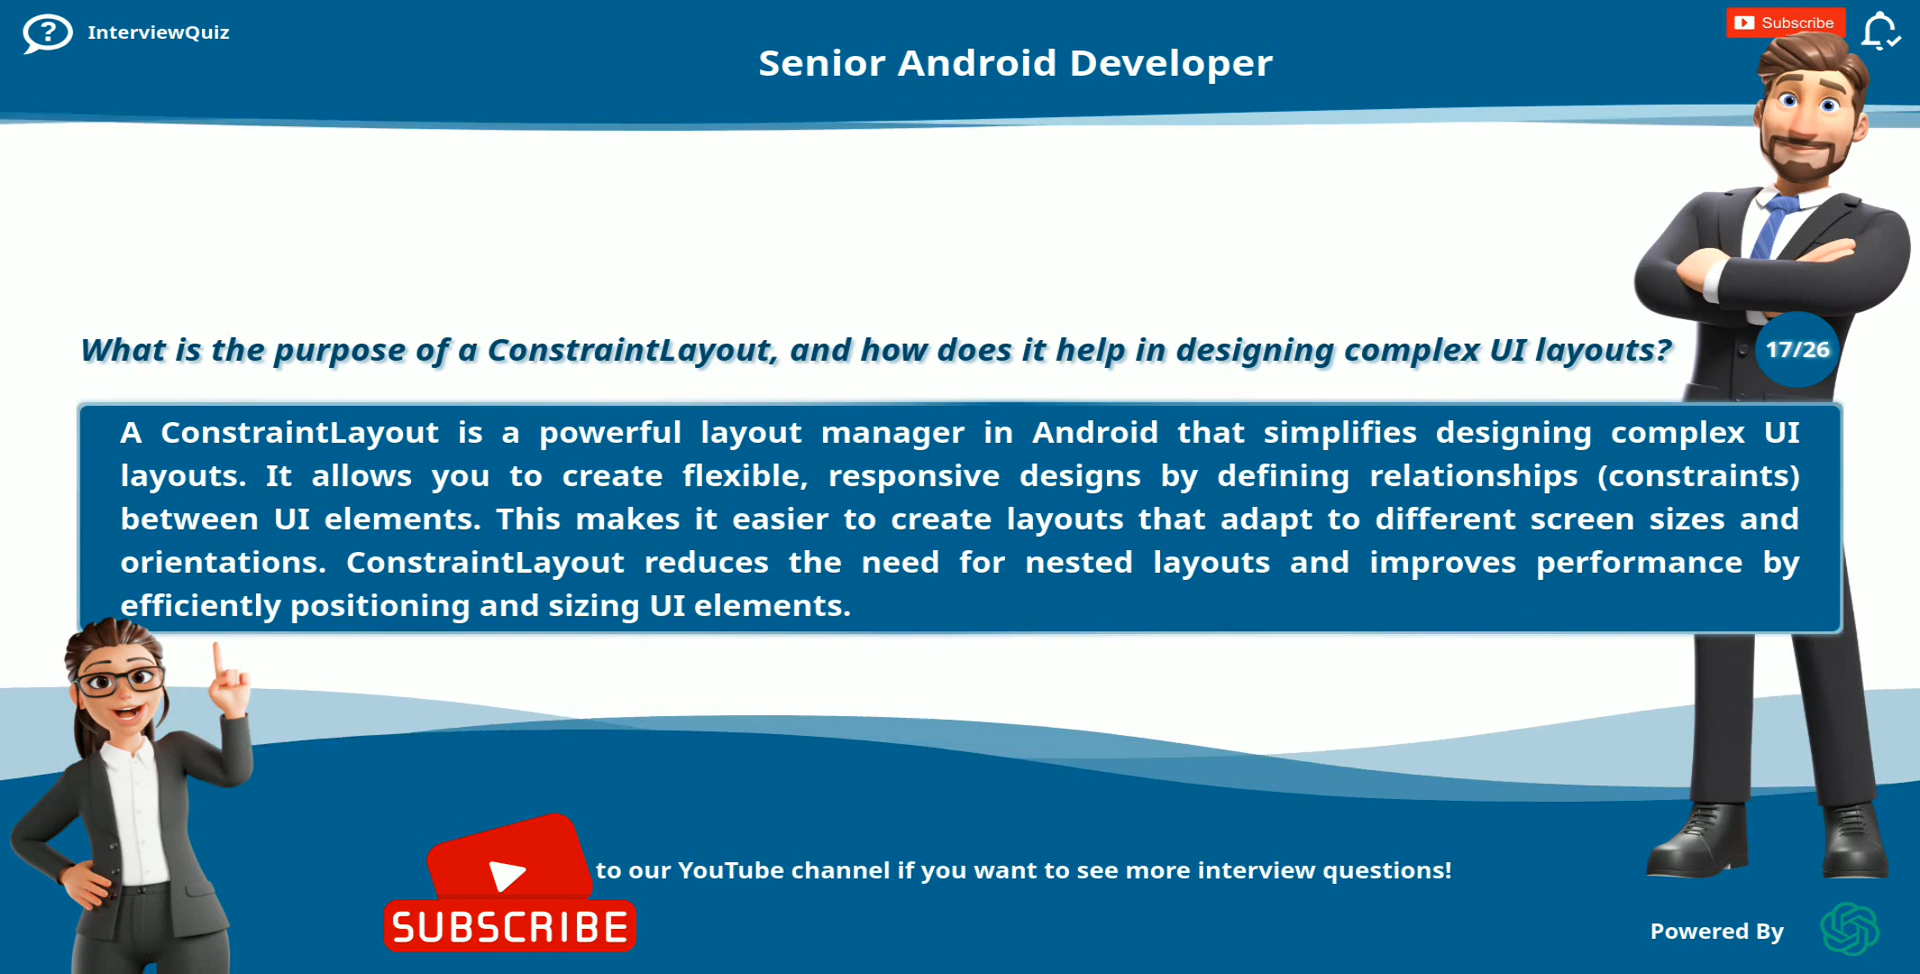 InterviewQuiz
Subscribe
Senior Android Developer
What is the purpose of a ConstraintLayout, and how does it help in designing complex UI layouts?
17/26
A ConstraintLayout is a powerful layout manager in Android that simplifies designing complex UI
layouts. It allows you to create flexible, responsive designs by defining relationships (constraints)
between UI elements. This makes it easier to create layouts that adapt to different screen sizes and
orientations. ConstraintLayout reduces the need for nested layouts and improves performance by
efficiently positioning and sizing UI elements.
to our YouTube channel if you want to see more interview questions!
SUBSCRIBE
Powered By